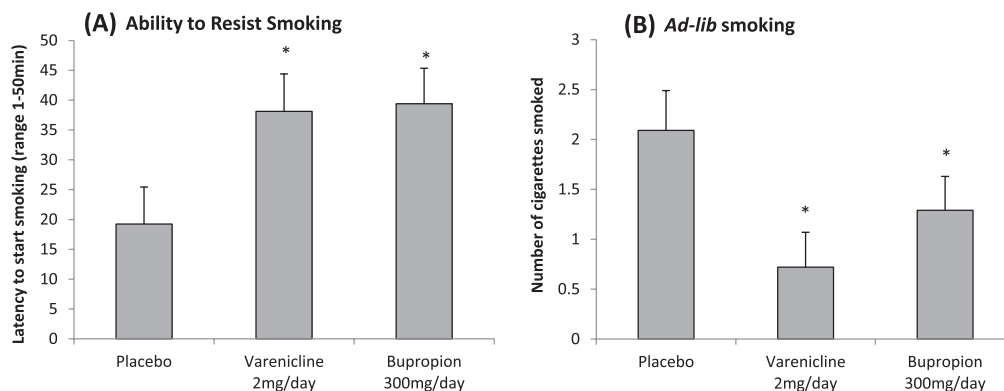 (A) Ability to Resist Smoking
Latency to start smoking (range 1-50min)
50
45
40
35
30
25
20
15
10
5
0
*
*
Placebo
Varenicline
2mg/day
Bupropion
300mg/day
(B) Ad-lib smoking
Number of cigarettes smoked
3
2.5
2
1.5
1
0.5
0
*
*
Placebo
Varenicline
2mg/day
Bupropion
300mg/day